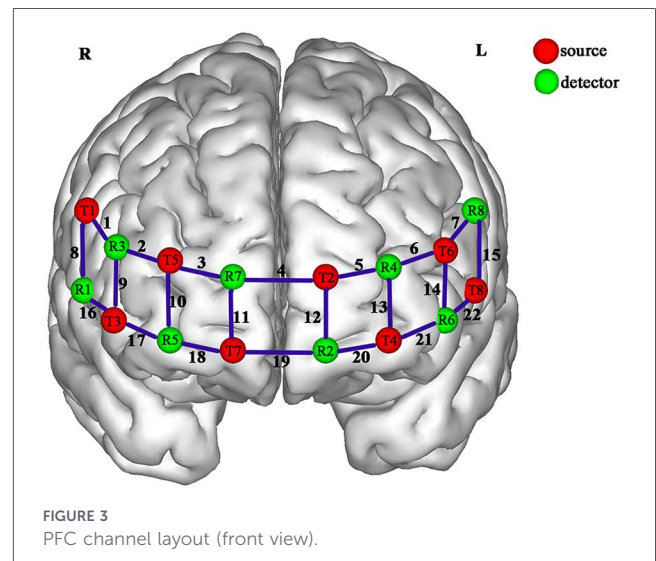 R
L
source
detector
T1
R8
1
7
R3
2
6
T6
8
T5
3
R7
4
T2
5
R4
15
R1
9
10
14
T8
16
T3
11
12
13
R6
22
17
R5
18
T7
19
R2
20
T4
21
FIGURE 3
PFC channel layout (front view).